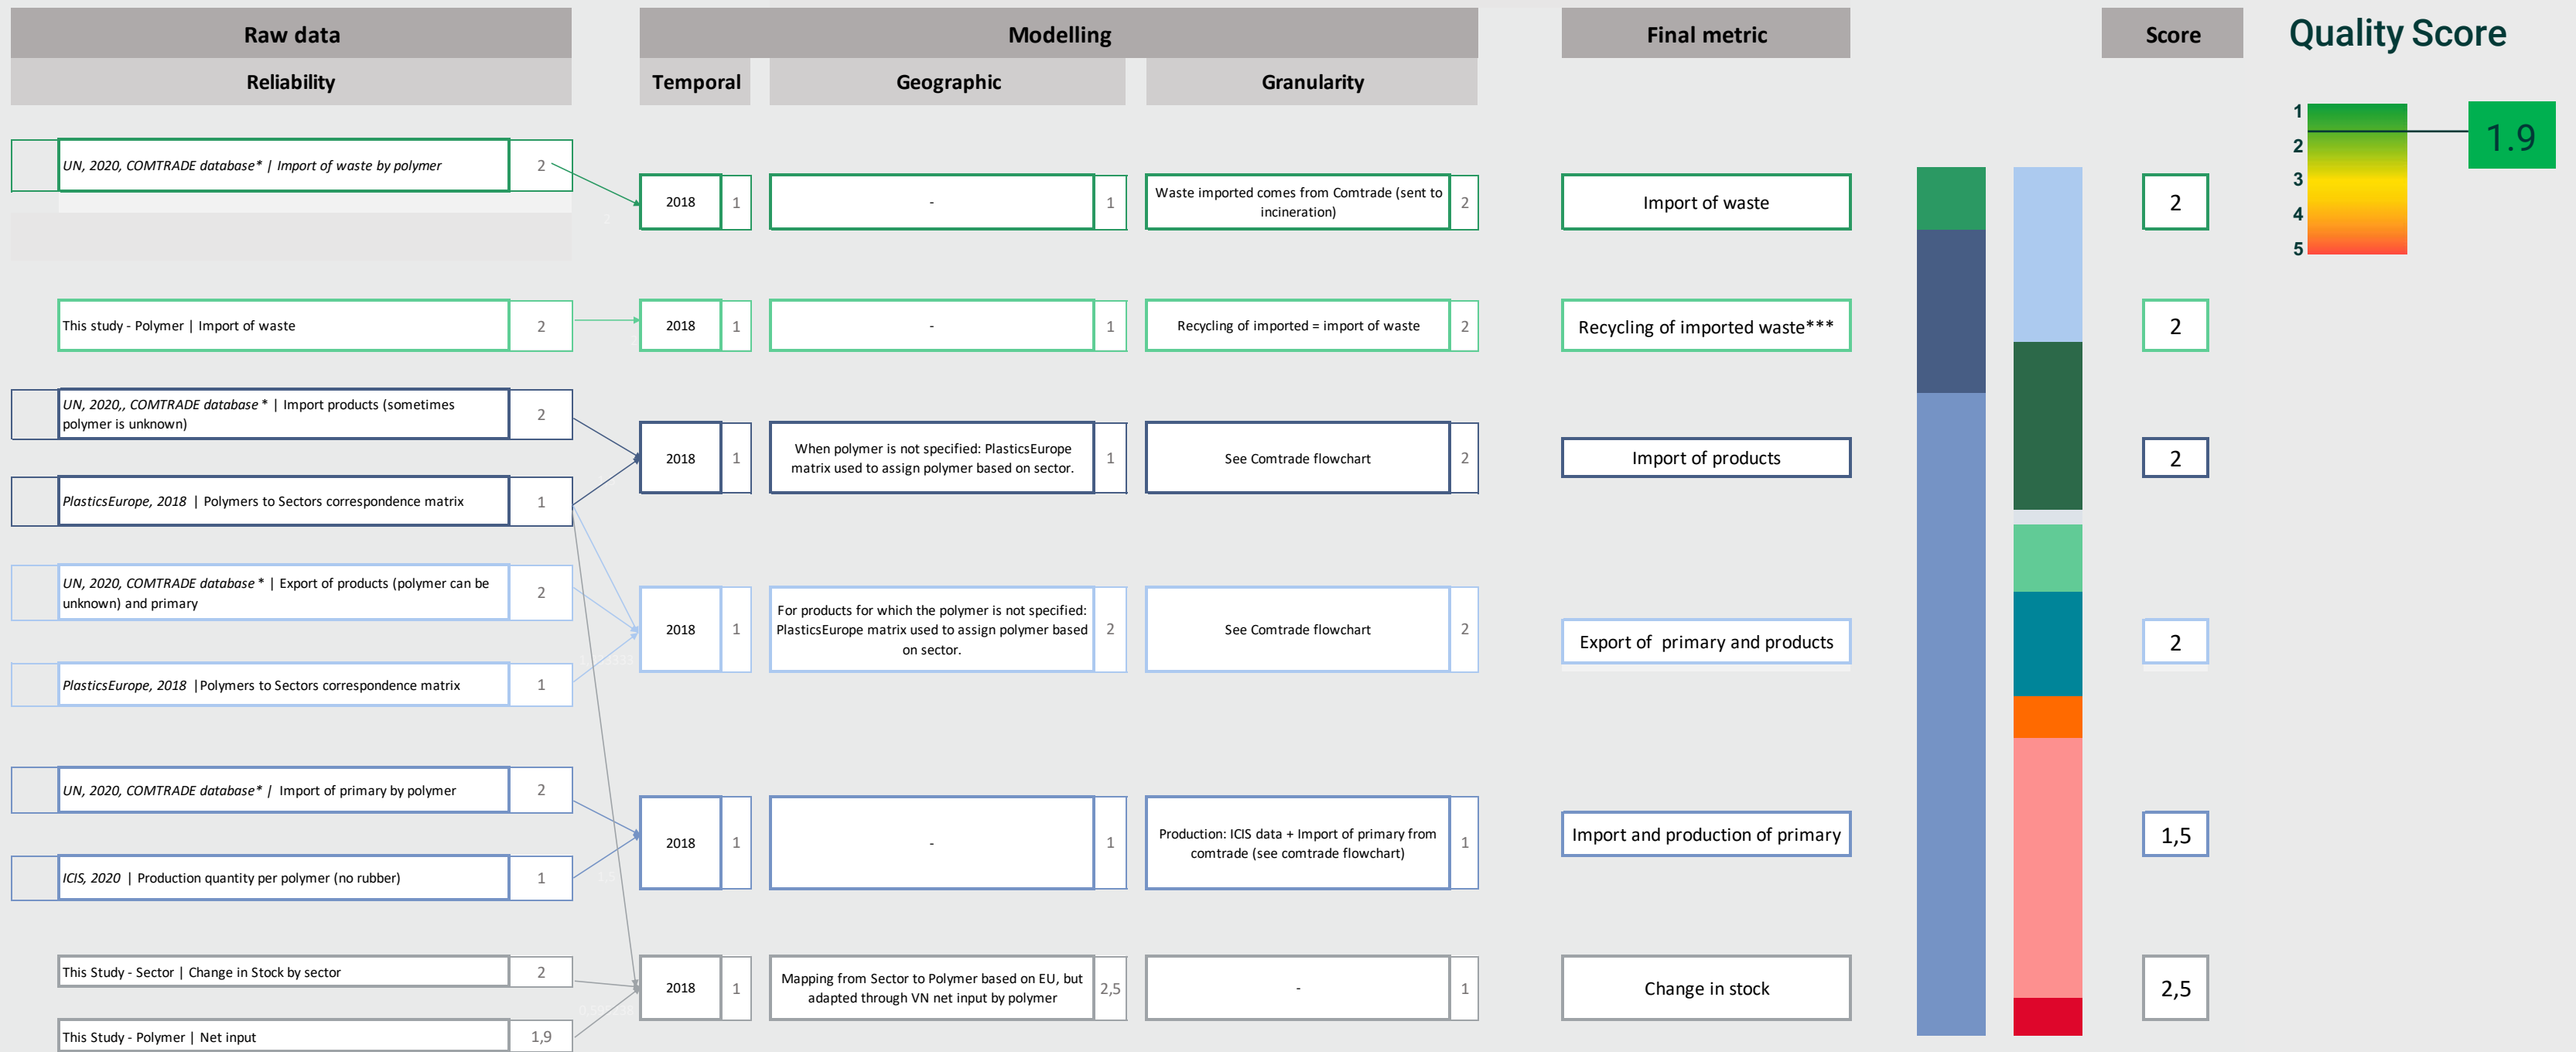 Raw data
Modelling
Final metric
Score
Quality Score
Reliability
Temporal
Geographic
Granularity
1
2
3
4
5
1.9
UN, 2020, COMTRADE database* | Import of waste by polymer
2
2018
1
-
1
Waste imported comes from Comtrade (sent to
incineration)
2
Import of waste
2
This study - Polymer | Import of waste
2
2018
1
-
1
Recycling of imported = import of waste
2
Recycling of imported waste***
2
UN, 2020,, COMTRADE database * | Import products (sometimes
polymer is unknown)
2
PlasticsEurope, 2018 | Polymers to Sectors correspondence matrix
1
2018
1
When polymer is not specified: PlasticsEurope
matrix used to assign polymer based on sector.
1
See Comtrade flowchart
2
Import of products
2
UN, 2020, COMTRADE database * | Export of products (polymer can be
unknown) and primary
2
PlasticsEurope, 2018 |Polymers to Sectors correspondence matrix
1
2018
1
For products for which the polymer is not specified:
PlasticsEurope matrix used to assign polymer based
on sector.
2
See Comtrade flowchart
2
Export of primary and products
2
UN, 2020, COMTRADE database* | Import of primary by polymer
2
ICIS, 2020 | Production quantity per polymer (no rubber)
1
2018
1
-
1
Production: ICIS data + Import of primary from
comtrade (see comtrade flowchart)
1
Import and production of primary
1,5
This Study - Sector | Change in Stock by sector
2
This Study - Polymer | Net input
1,9
2018
1
Mapping from Sector to Polymer based on EU, but
adapted through VN net input by polymer
2,5
-
1
Change in stock
2,5